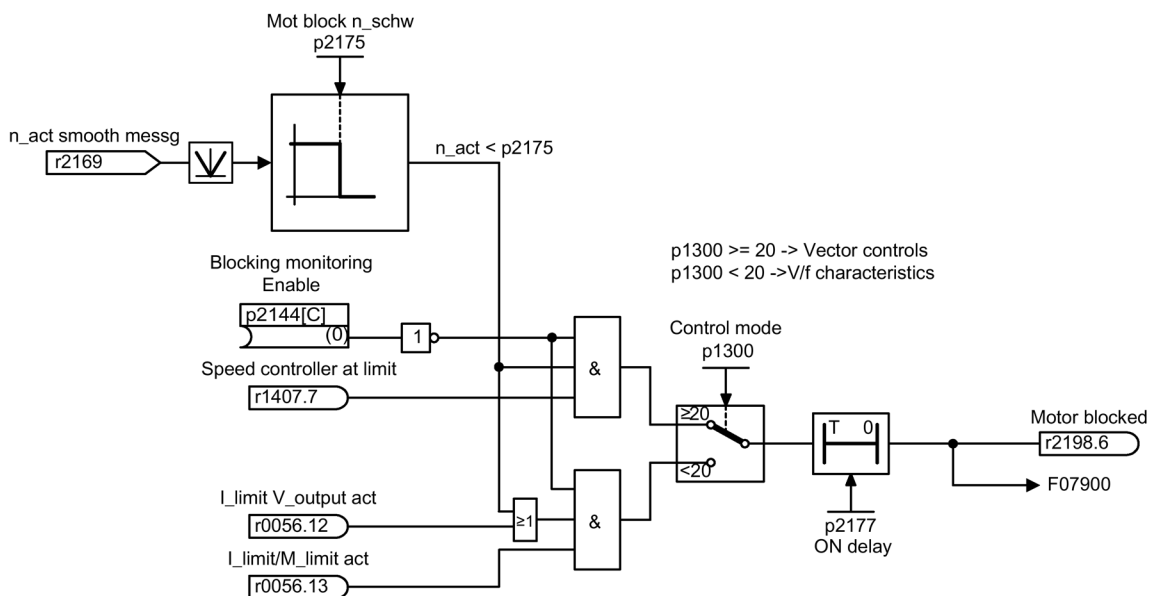 Mot block n_schw
p2175
n_act smooth messg
r2169
n_act < p2175
p1300 >= 20 -> Vector controls
p1300 < 20 ->V/f characteristics
Blocking monitoring
Enable
p2144[C]
(0)
1
Control mode
p1300
Speed controller at limit
r1407.7
&
≥20
<20
T 0
Motor blocked
r2198.6
F07900
I_limit V_output act
r0056.12
≥1
&
p2177
ON delay
I_limit/M_limit act
r0056.13